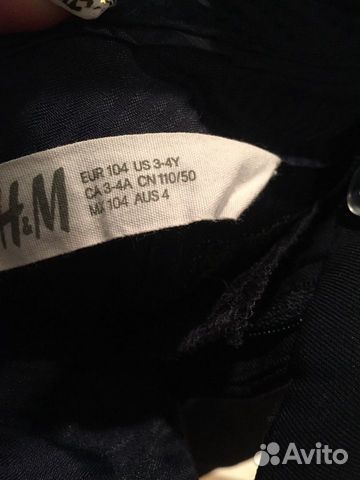 H&M
EUR 104 US 3-4Y
CA 3-4A CN 110/50
MX 104 AUS 4
Avito